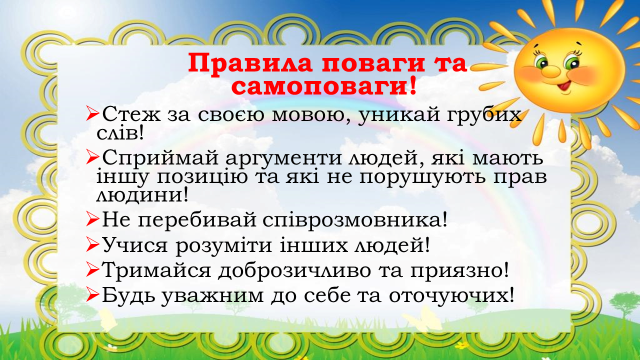 Правила поваги та
самоповаги!
➢Стеж за своєю мовою, уникай грубих
слів!
➢Сприймай аргументи людей, які мають
іншу позицію та які не порушують прав
людини!
➢Не перебивай співрозмовника!
➢Учися розуміти інших людей!
➢Тримайся доброзичливо та приязно!
➢Будь уважним до себе та оточуючих!